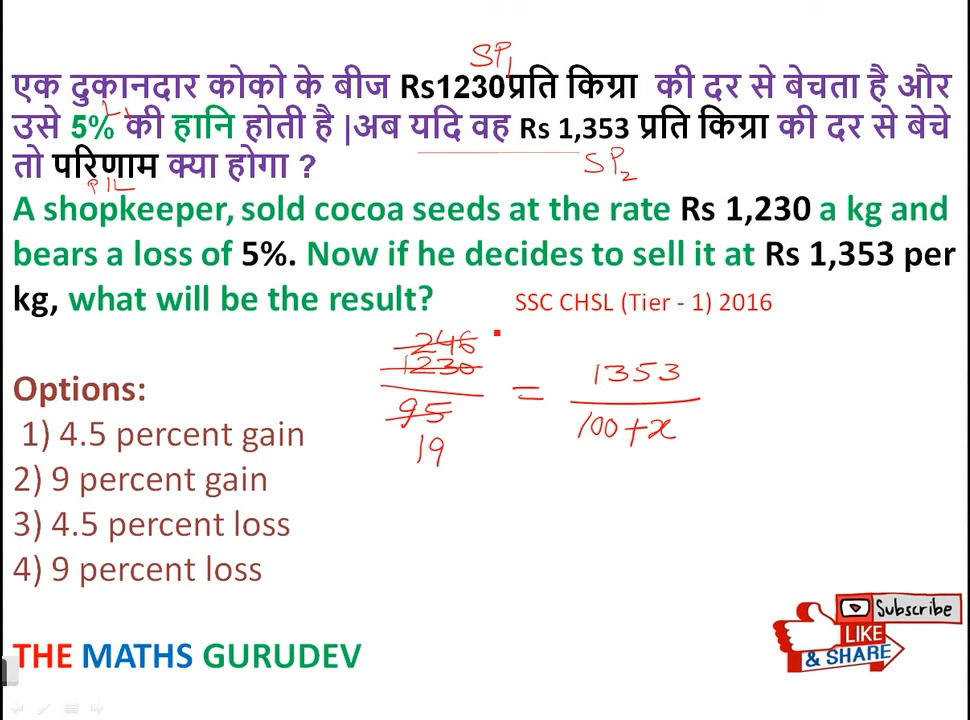 SP1
एक दुकानदार कोको के बीज Rs1230प्रति किग्रा की दर से बेचता है और
उसे 5% की हानि होती है |अब यदि वह Rs 1,353 प्रति किग्रा की दर से बेचे
तो परिणाम क्या होगा ?
SP2
P/L
A shopkeeper, sold cocoa seeds at the rate Rs 1,230 a kg and
bears a loss of 5%. Now if he decides to sell it at Rs 1,353 per
kg, what will be the result?
SSC CHSL (Tier - 1) 2016
246
1230
95
19
=
1353
100+x
Options:
1) 4.5 percent gain
2) 9 percent gain
3) 4.5 percent loss
4) 9 percent loss
Subscribe
LIKE
& SHARE
THE MATHS GURUDEV